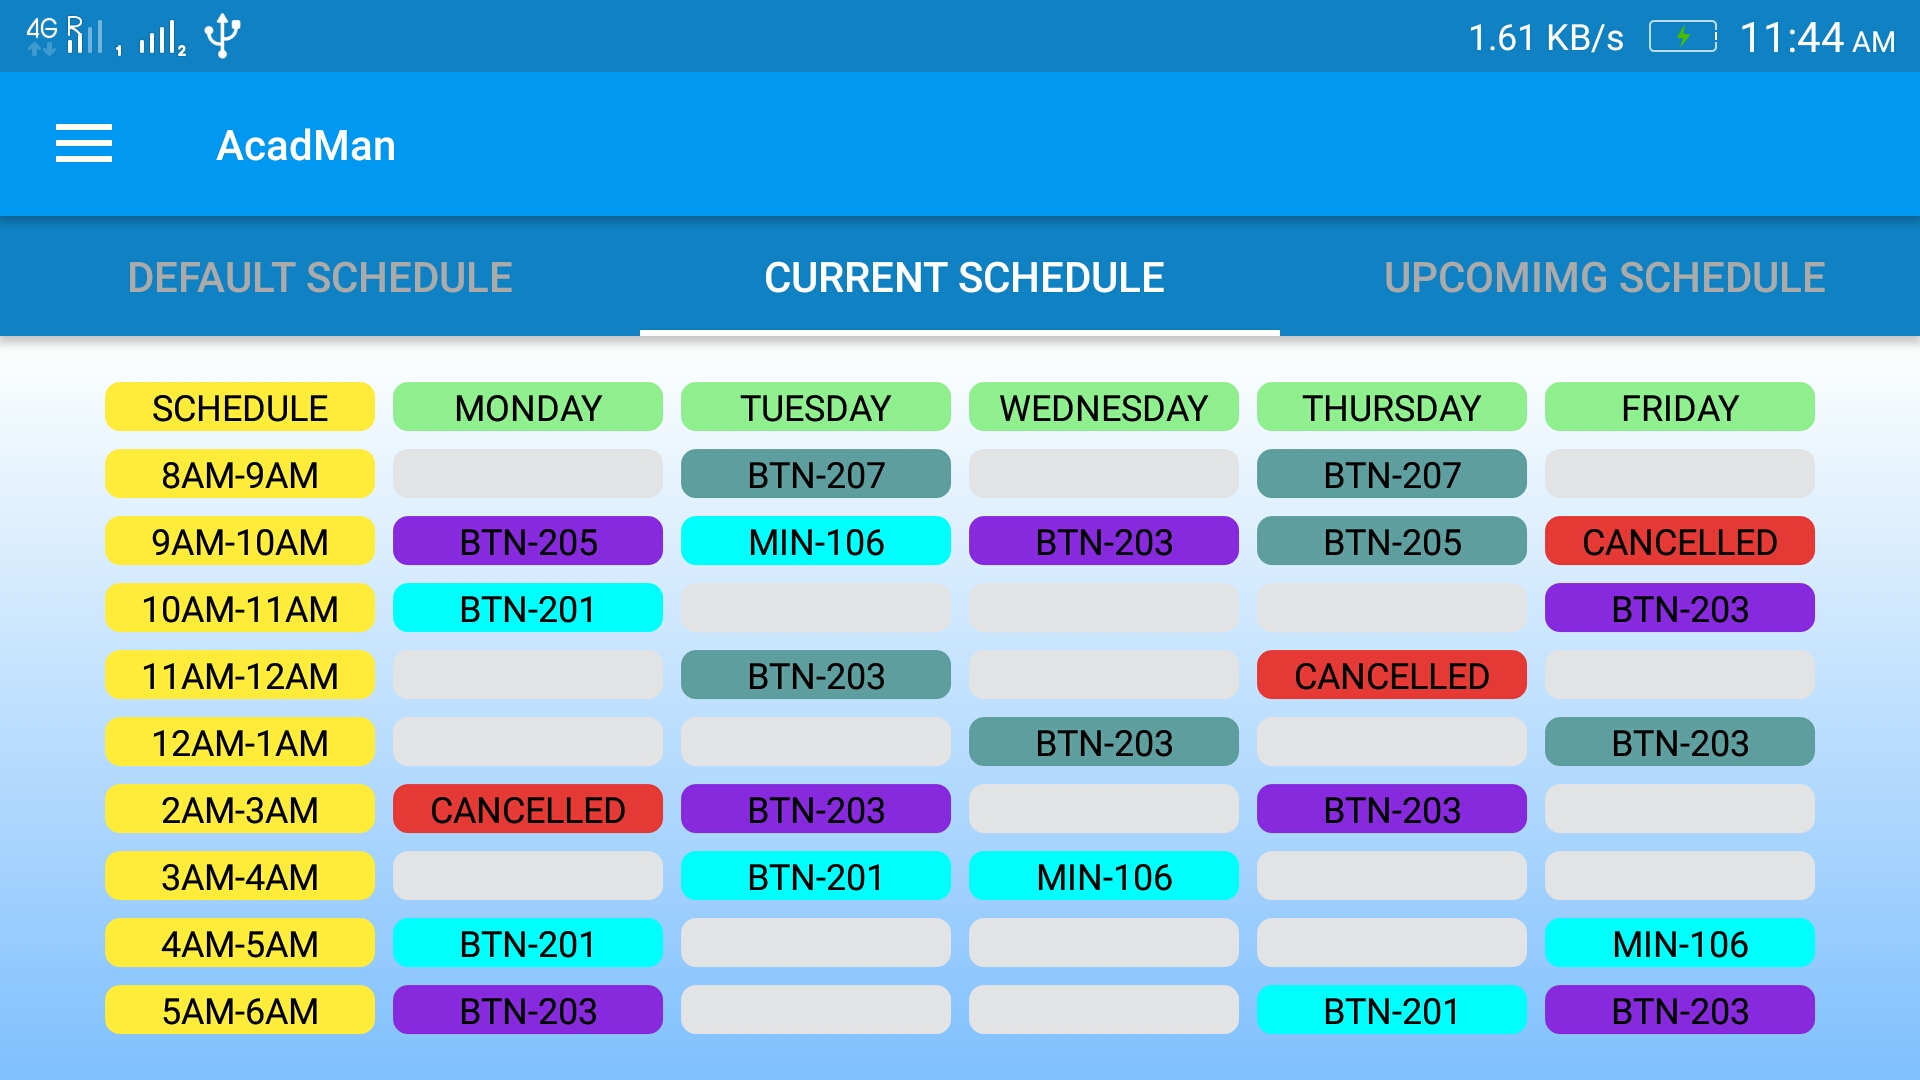 4G R 1 2 1.61 KB/s 11:44 AM
AcadMan
DEFAULT SCHEDULE CURRENT SCHEDULE UPCOMIMG SCHEDULE
SCHEDULE MONDAY TUESDAY WEDNESDAY THURSDAY FRIDAY
8AM-9AM BTN-207 BTN-207
9AM-10AM BTN-205 MIN-106 BTN-203 BTN-205 CANCELLED
10AM-11AM BTN-201 BTN-203
11AM-12AM BTN-203 CANCELLED
12AM-1AM BTN-203 BTN-203
2AM-3AM CANCELLED BTN-203 BTN-203
3AM-4AM BTN-201 MIN-106
4AM-5AM BTN-201 MIN-106
5AM-6AM BTN-203 BTN-201 BTN-203